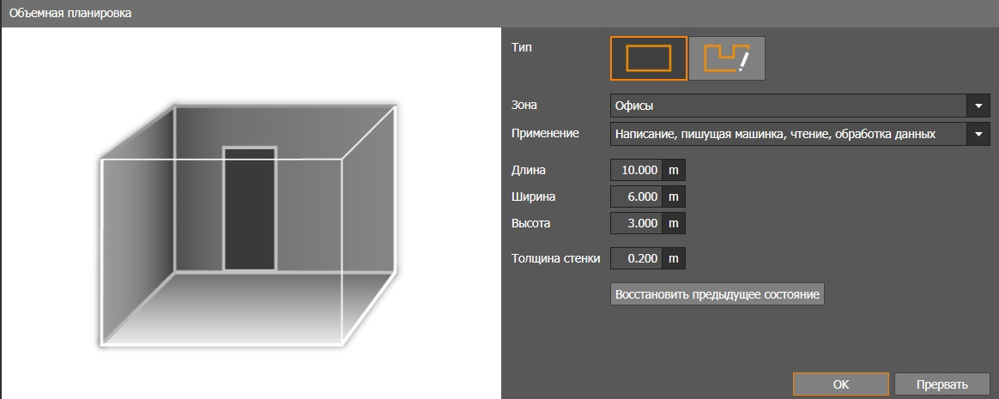 Объемная планировка
Тип
Зона Офисы
Применение Написание, пишущая машинка, чтение, обработка данных
Длина 10.000 m
Ширина 6.000 m
Высота 3.000 m
Толщина стенки 0.200 m
Восстановить предыдущее состояние
OK Прервать